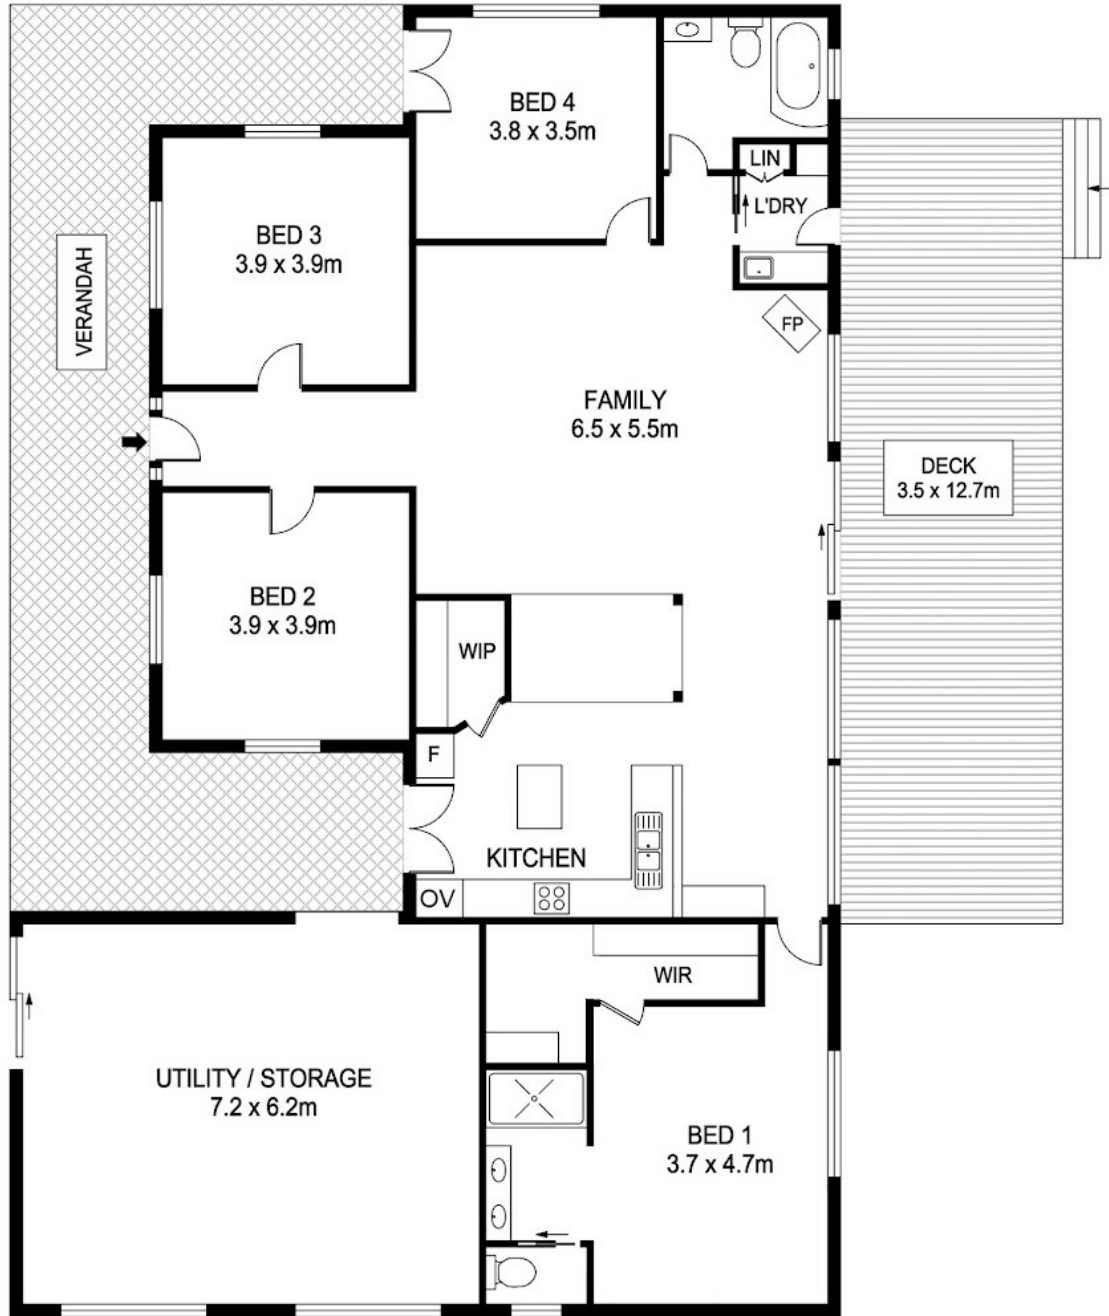 BED 4
3.8 x 3.5m
LIN
L'DRY
BED 3
3.9 x 3.9m
VERANDAH
FP
FAMILY
6.5 x 5.5m
DECK
3.5 x 12.7m
BED 2
3.9 x 3.9m
WIP
F
KITCHEN
OV
WIR
UTILITY / STORAGE
7.2 x 6.2m
BED 1
3.7 x 4.7m